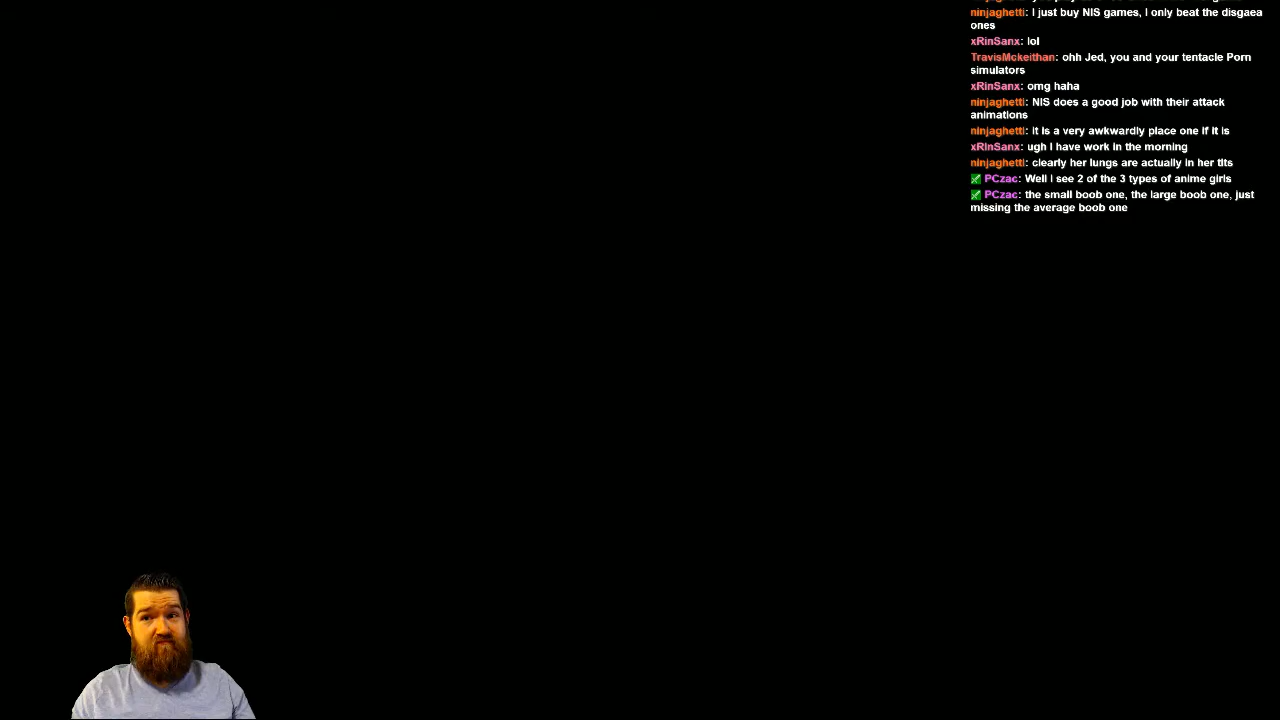 ninjaghetti: I just buy NIS games, I only beat the disgaea
ones
xRinSanx: lol
TravisMckeithan: ohh Jed, you and your tentacle Porn
simulators
xRinSanx: omg haha
ninjaghetti: NIS does a good job with their attack
animations
ninjaghetti: it is a very awkwardly place one if it is
xRinSanx: ugh I have work in the morning
ninjaghetti: clearly her lungs are actually in her tits
PCzac: Well I see 2 of the 3 types of anime girls
PCzac: the small boob one, the large boob one, just
missing the average boob one